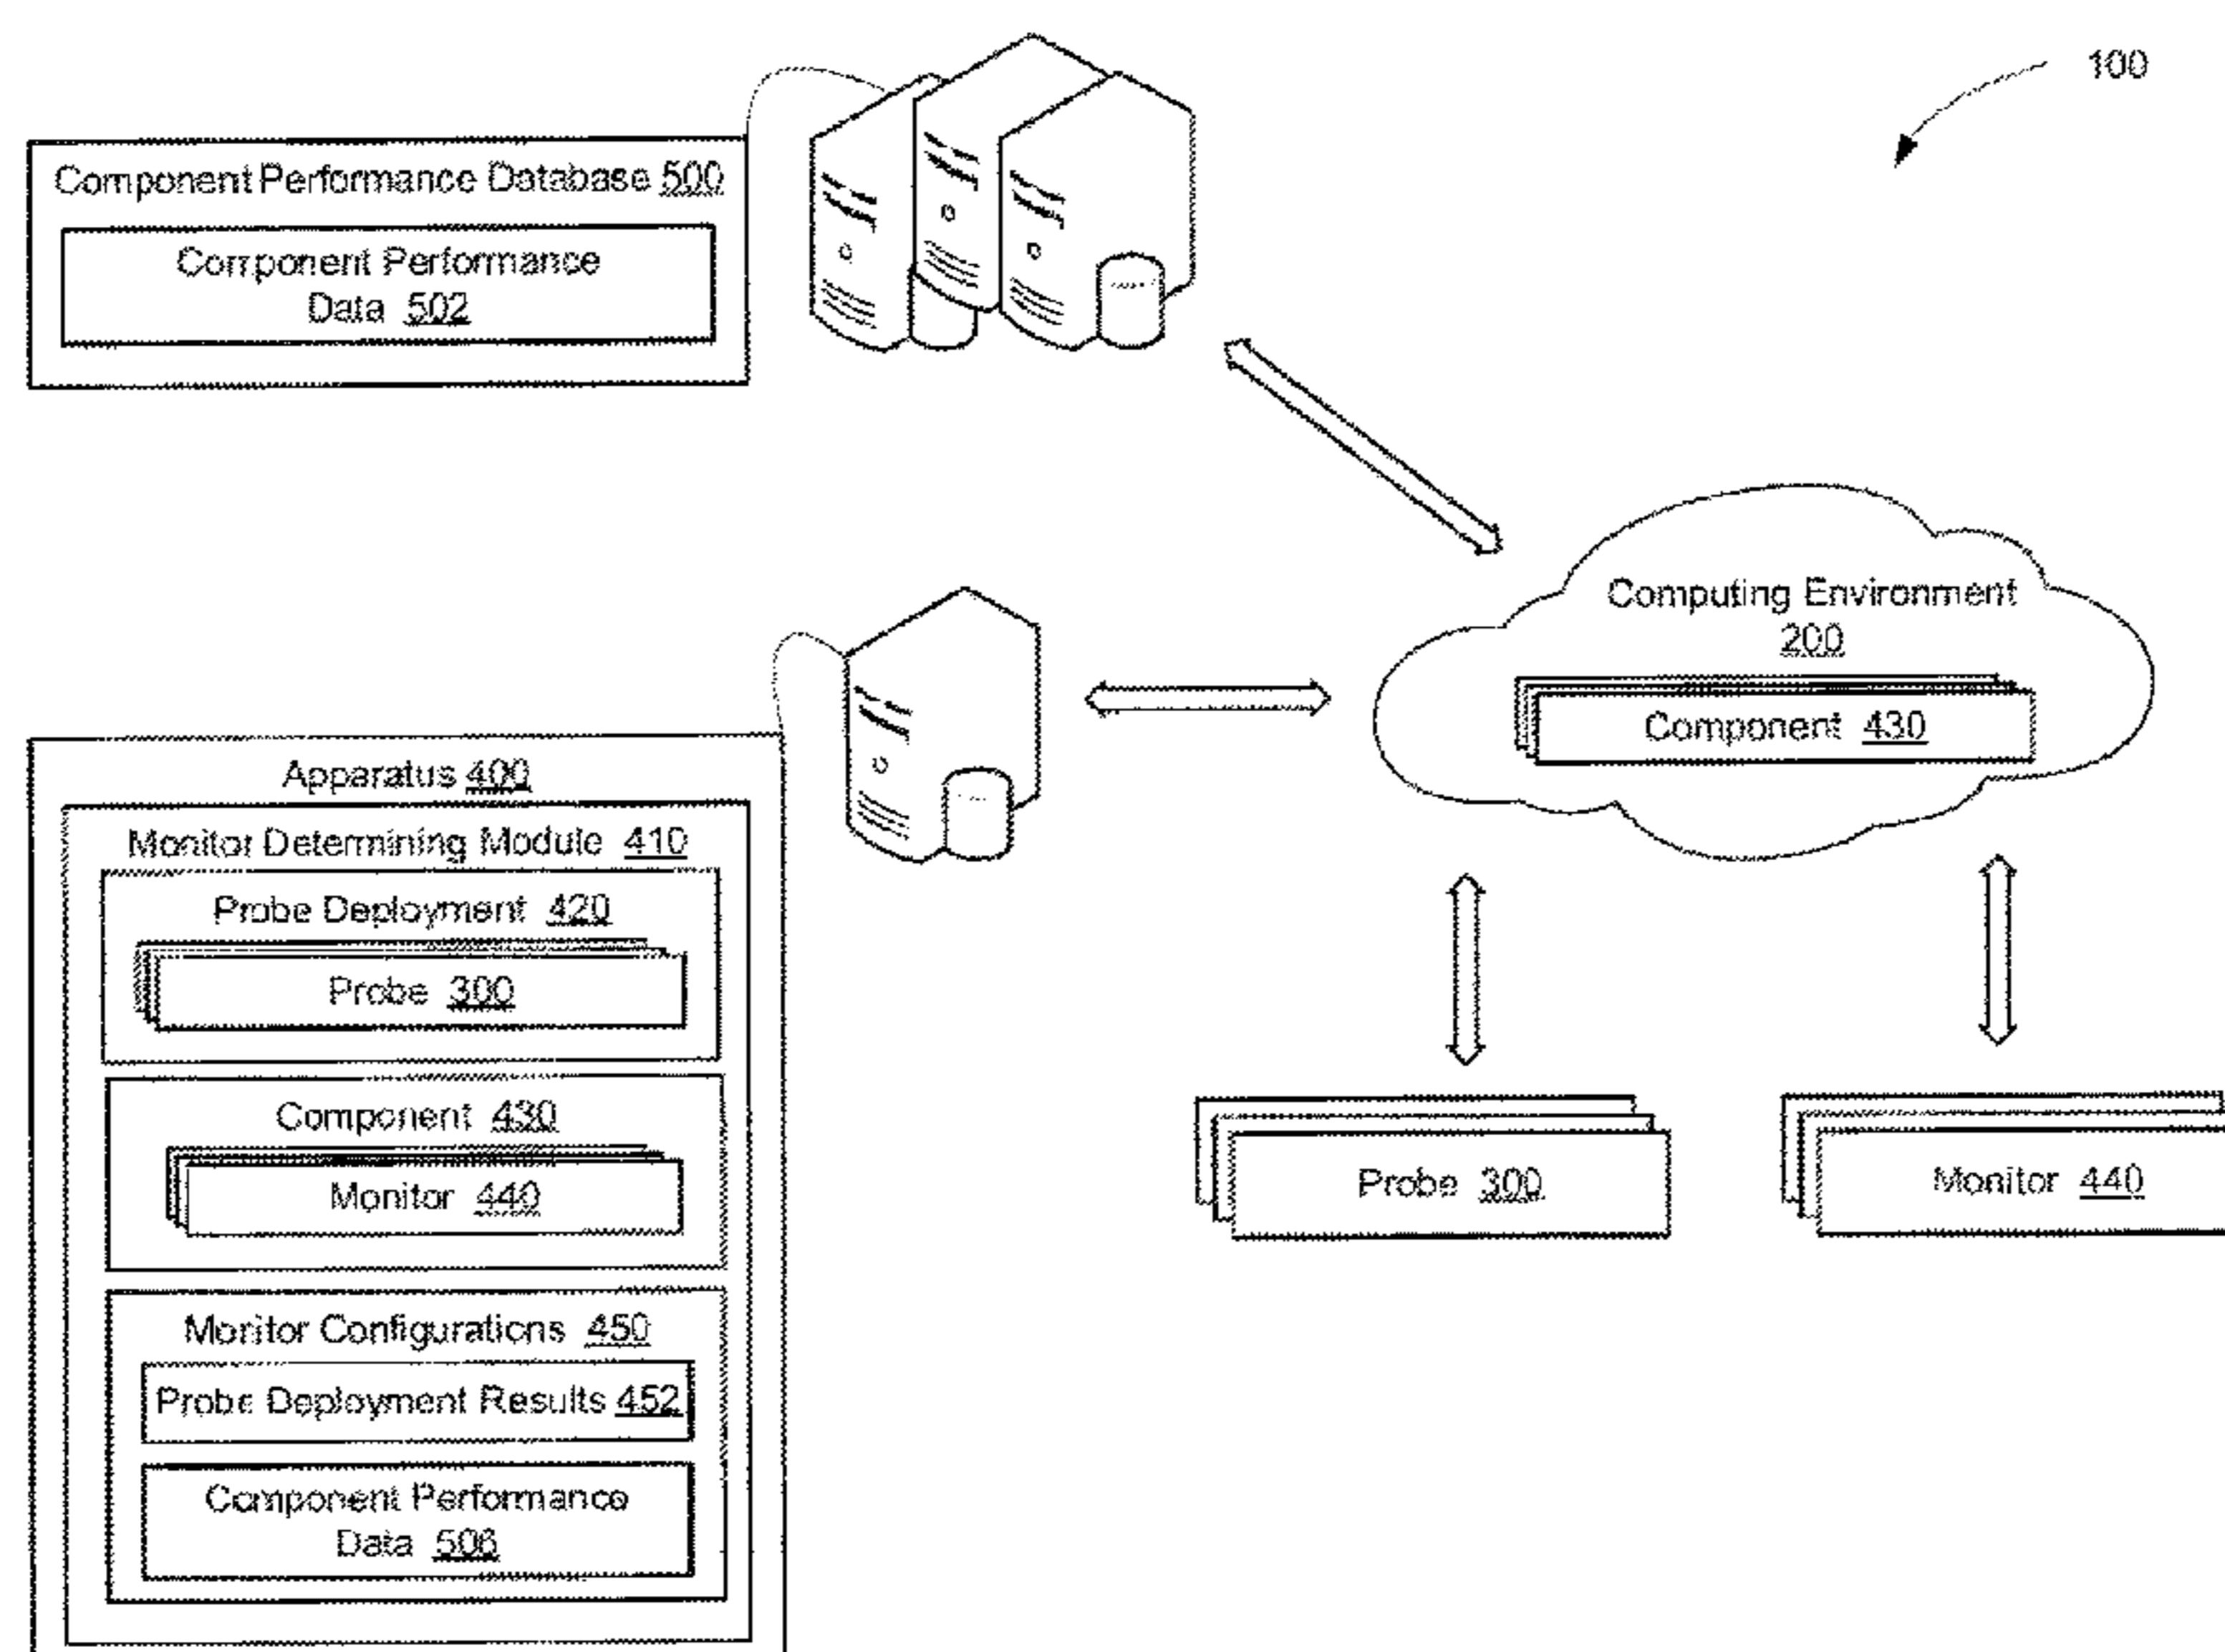 100
Component Performance Database 500
Component Performance
Data 502
Computing Environment
200
Component 430
Apparatus 400
Monitor Determining Module 410
Probe Deployment 420
Probe 300
Component 430
Monitor 440
Monitor Configurations 450
Probe Deployment Results 452
Component Performance
Data 506
Probe 300
Monitor 440